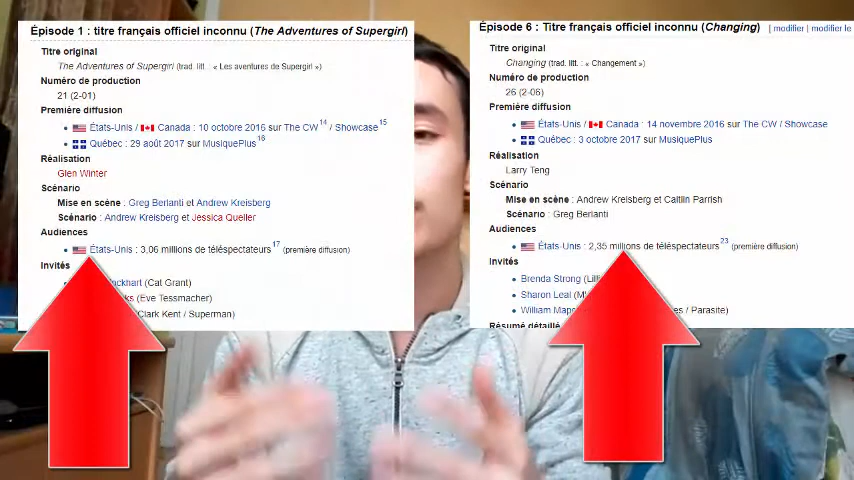 Épisode 1 : titre français officiel inconnu (The Adventures of Supergirl)
Titre original
The Adventures of Supergirl (trad. litt. : « Les aventures de Supergirl »)
Numéro de production
21 (2-01)
Première diffusion
États-Unis / Canada : 10 octobre 2016 sur The CW 14 / Showcase 15
Québec : 29 août 2017 sur MusiquePlus 16
Réalisation
Glen Winter
Scénario
Mise en scène : Greg Berlanti et Andrew Kreisberg
Scénario : Andrew Kreisberg et Jessica Queller
Audiences
États-Unis : 3,06 millions de téléspectateurs 17 (première diffusion)
Invités
(Cat Grant)
(Eve Tessmacher)
Clark Kent / Superman)
Épisode 6 : Titre français officiel inconnu (Changing) [ modifier | modifier le
Titre original
Changing (trad. litt. : « Changement »)
Numéro de production
26 (2-06)
Première diffusion
États-Unis / Canada : 14 novembre 2016 sur The CW / Showcase
Québec : 3 octobre 2017 sur MusiquePlus
Réalisation
Larry Teng
Scénario
Mise en scène : Andrew Kreisberg et Caitlin Parrish
Scénario : Greg Berlanti
Audiences
États-Unis : 2,35 millions de téléspectateurs 23 (première diffusion)
Invités
Brenda Strong
Sharon Leal
William
/ Parasite)
Résumé détaillé